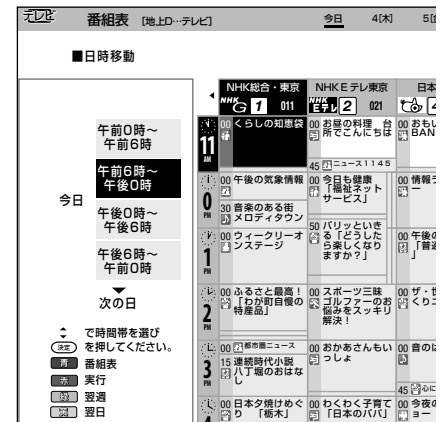 テレビ 番組表 [地上D…テレビ] 今日 4[木]
■日時移動
今日
午前0時～
午前6時
午前6時～
午後0時
午後0時～
午後6時
午後6時～
午前0時
次の日
で時間帯を選び
決定 を押してください。
青 番組表
赤 実行
緑 翌週
黄 翌日
NHK総合・東京 NHKEテレ東京 日本
NHK G 1 011 NHK Eテレ 2 021 4
11 AM
00 くらしの知恵袋
00 お昼の料理 台
所でこんにちは
00 おもい
BAN
45 ニュース1145
0 PM
00 午後の気象情報
30 音楽のある街
メロディタウン
00 今日も健康
「福祉ネット
サービス」
00 情報ラ
ー
1 PM
00 ウィークリーオ
ンステージ
50 バリッといき
る「どうした
ら楽しくなり
ますか？」
00 午後の
「普通
」
2 PM
00 ふるさと最高！
「わが町自慢の
特産品」
00 スポーツ三昧
ゴルファーのお
悩みをスッキリ
解決！
00 ザ・世
くりニ
3 PM
00 都市圏ニュース
15 連続時代小説
八丁堀のおはな
し
00 おかあさんもい
っしょ
00 音のは
45 心に
4
00 日本夕焼けめぐ
り 「栃木」
00 わくわく子育て
「日本のパパ」
00 今夜の
ョー